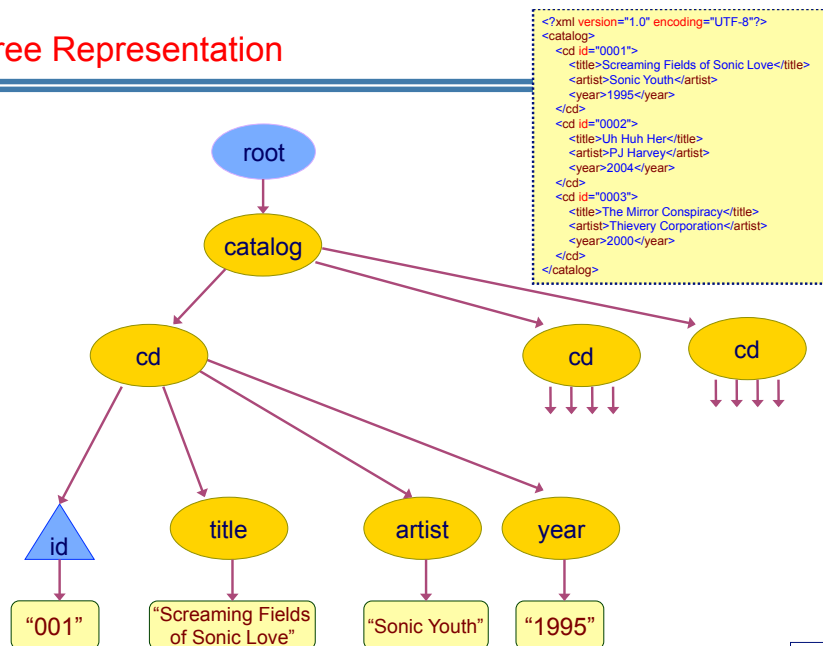 ree Representation
<?xml version="1.0" encoding="UTF-8"?>
<catalog>
<cd id="0001">
<title>Screaming Fields of Sonic Love</title>
<artist>Sonic Youth</artist>
<year>1995</year>
</cd>
<cd id="0002">
<title>Uh Huh Her</title>
<artist>PJ Harvey</artist>
<year>2004</year>
</cd>
<cd id="0003">
<title>The Mirror Conspiracy</title>
<artist>Thievery Corporation</artist>
<year>2000</year>
</cd>
</catalog>
root
catalog
cd
cd
cd
id
title
artist
year
“001”
“Screaming Fields
of Sonic Love”
“Sonic Youth”
“1995”